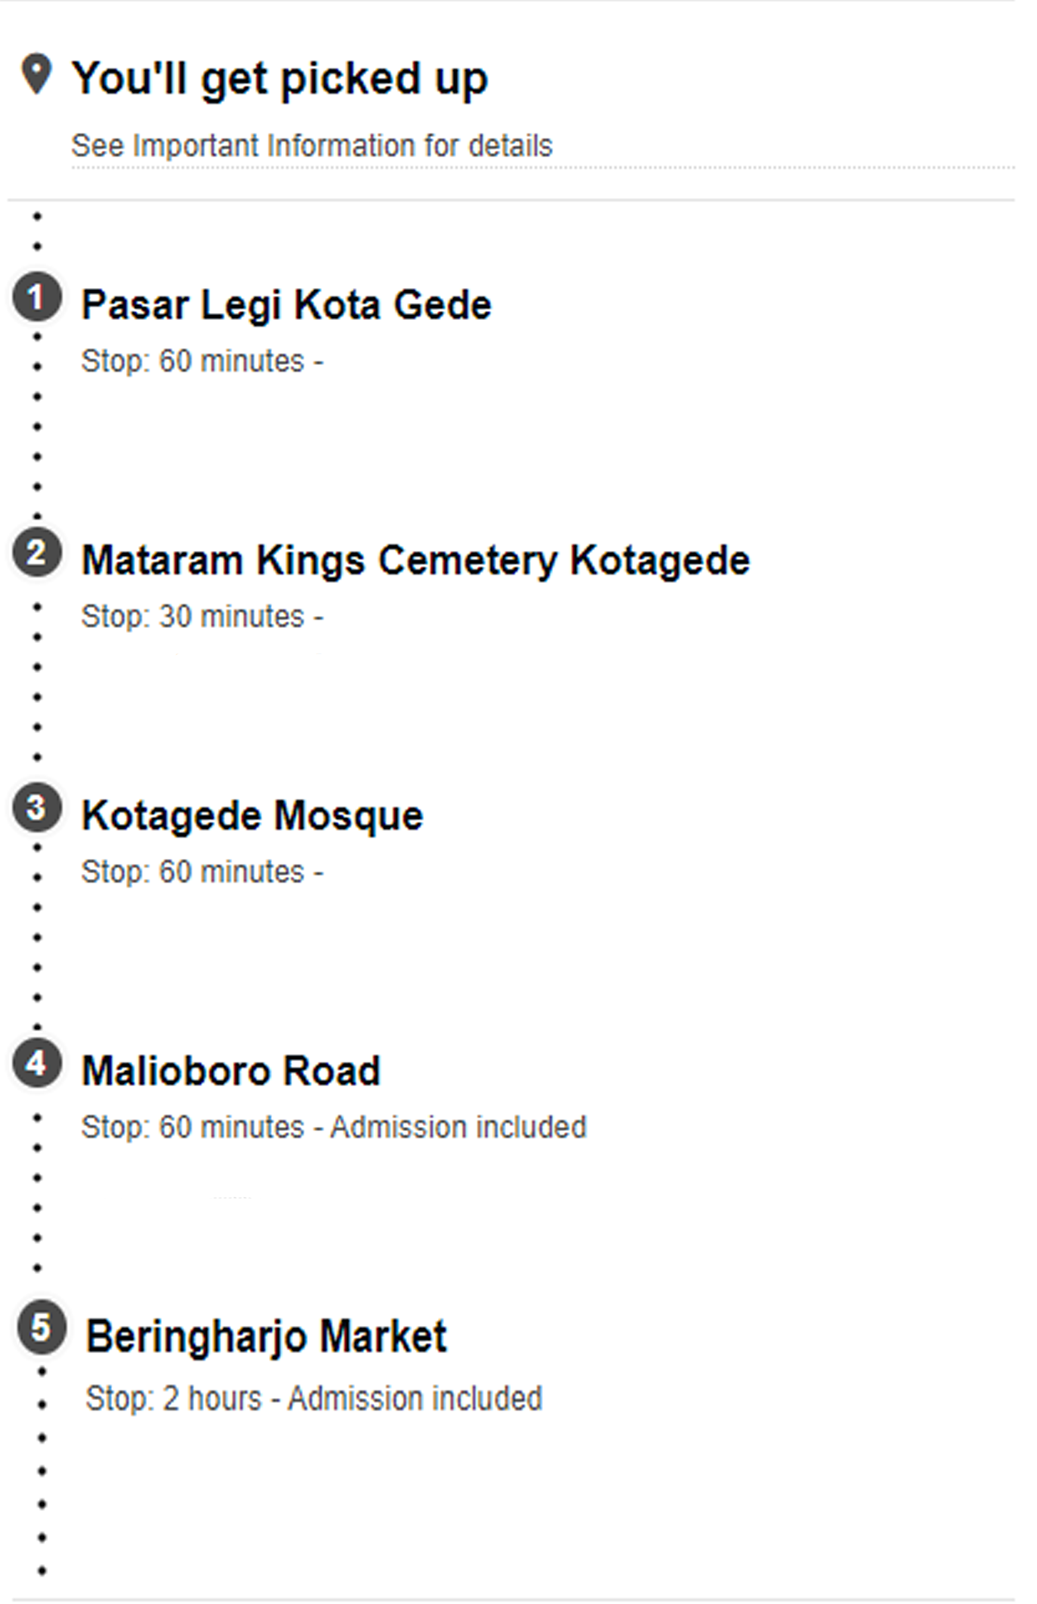 You'll get picked up
See Important Information for details
1
Pasar Legi Kota Gede
Stop: 60 minutes -
2
Mataram Kings Cemetery Kotagede
Stop: 30 minutes -
3
Kotagede Mosque
Stop: 60 minutes -
4
Malioboro Road
Stop: 60 minutes - Admission included
5
Beringharjo Market
Stop: 2 hours - Admission included